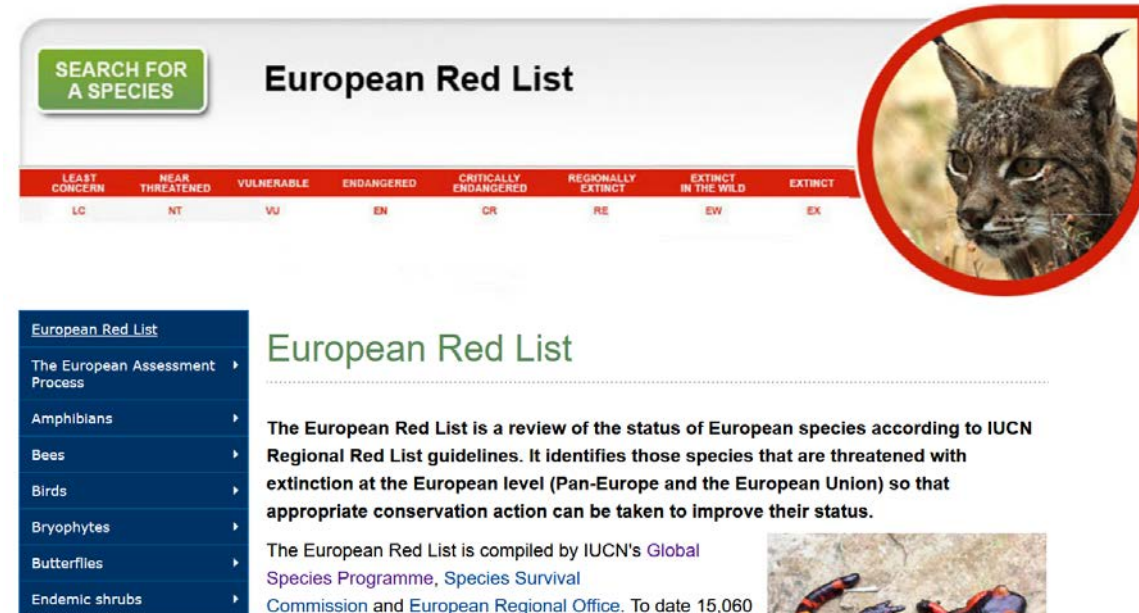 SEARCH FOR
A SPECIES
European Red List
LEAST
CONCERN
NEAR
THREATENED
VULNERABLE
ENDANGERED
CRITICALLY
ENDANGERED
REGIONALLY
EXTINCT
EXTINCT
IN THE WILD
EXTINCT
LC
NT
VU
EN
CR
RE
EW
EX
European Red List
The European Assessment
Process
Amphibians
Bees
Birds
Bryophytes
Butterflies
Endemic shrubs
European Red List
The European Red List is a review of the status of European species according to IUCN
Regional Red List guidelines. It identifies those species that are threatened with
extinction at the European level (Pan-Europe and the European Union) so that
appropriate conservation action can be taken to improve their status.
The European Red List is compiled by IUCN's Global
Species Programme, Species Survival
Commission and European Regional Office. To date 15,060